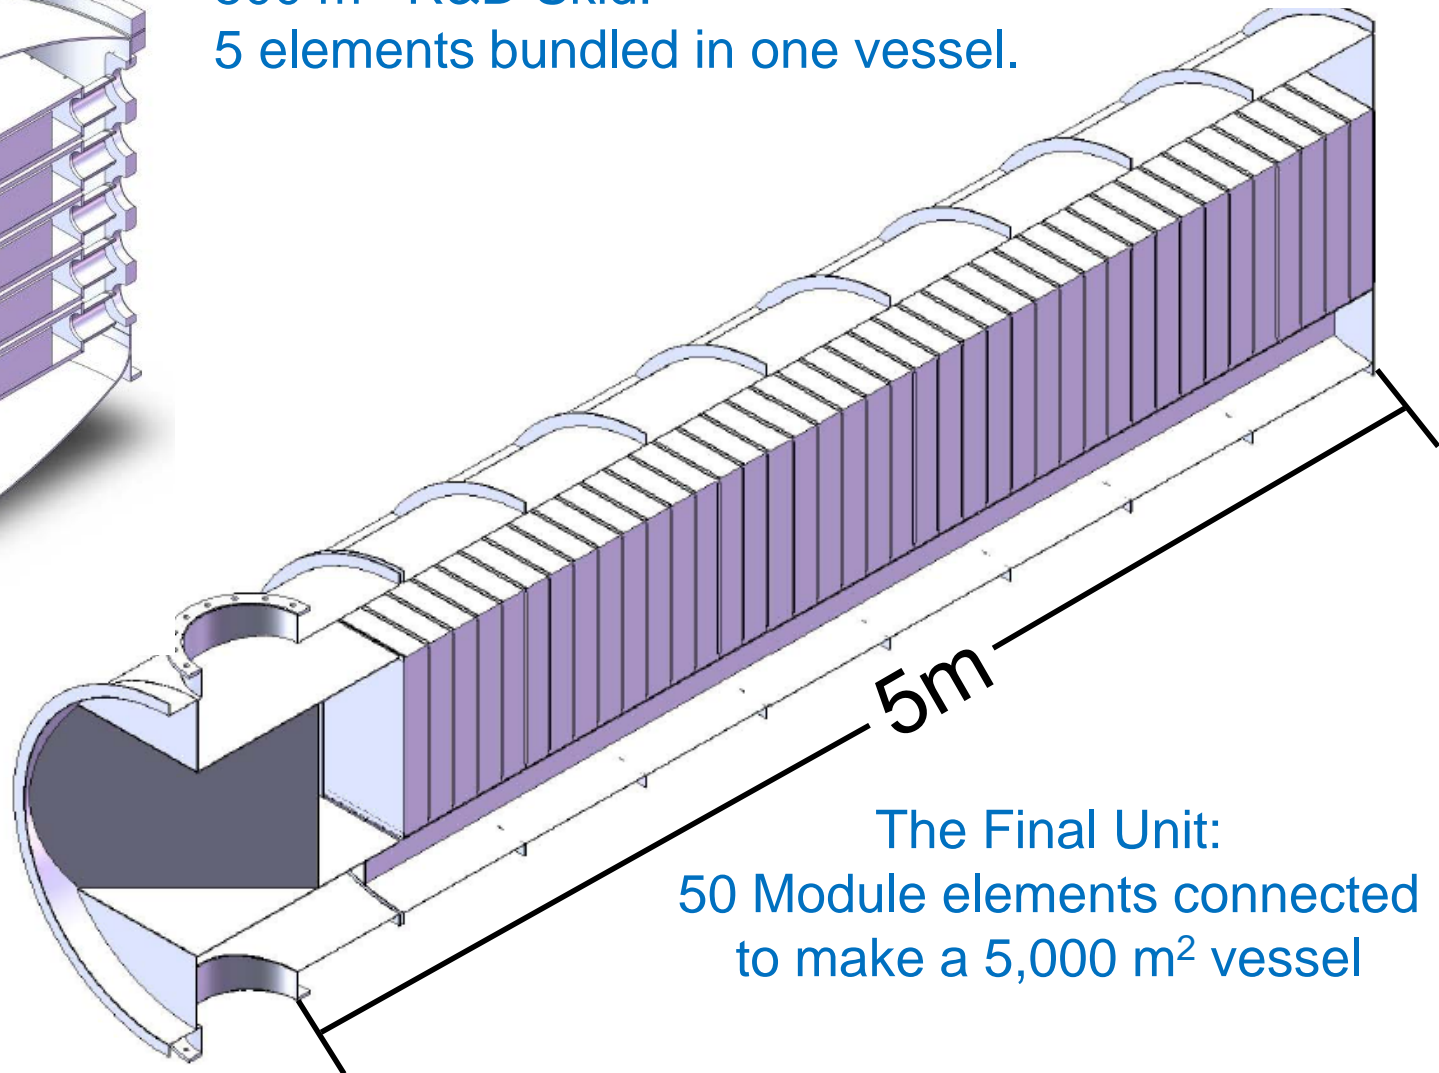 5 elements bundled in one vessel.
5m
The Final Unit:
50 Module elements connected
to make a 5,000 m² vessel